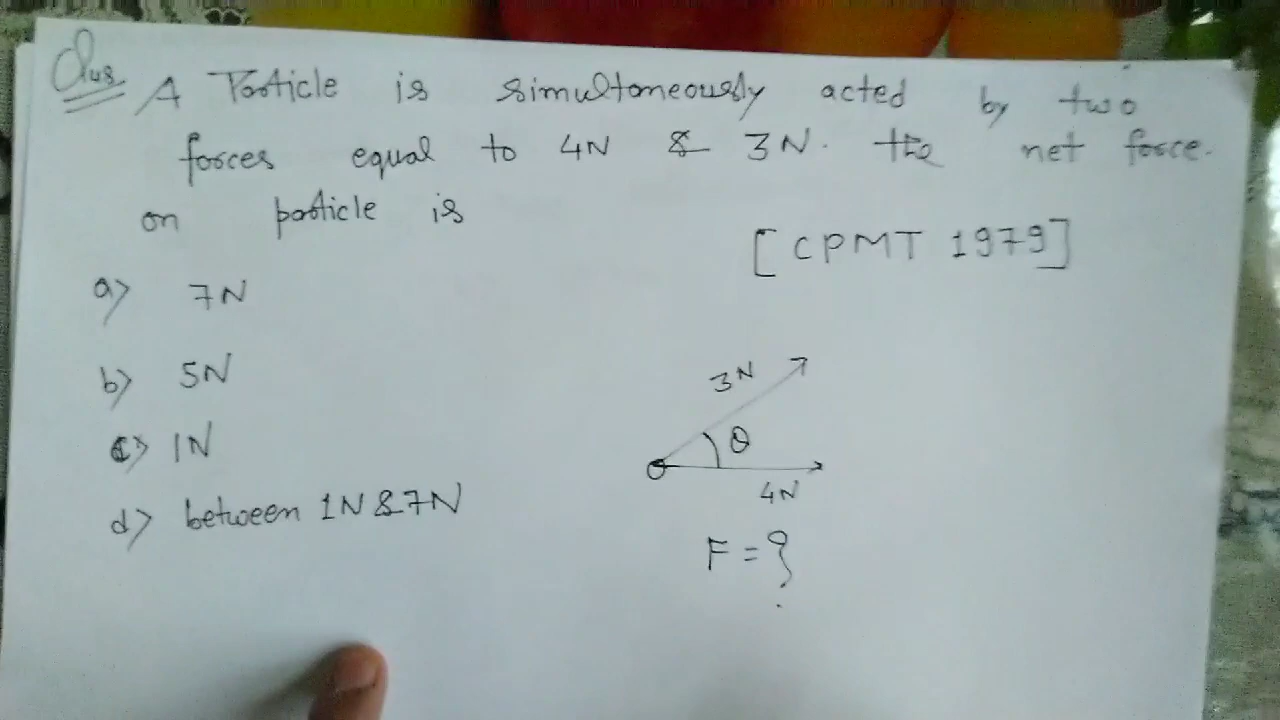 Qus. A Particle is simultaneously acted by two
forces equal to 4N & 3N. the net force.
on particle is
[CPMT 1979]
a) 7N
b) 5N
c) 1N
d) between 1N & 7N
3N
θ
4N
F = ?